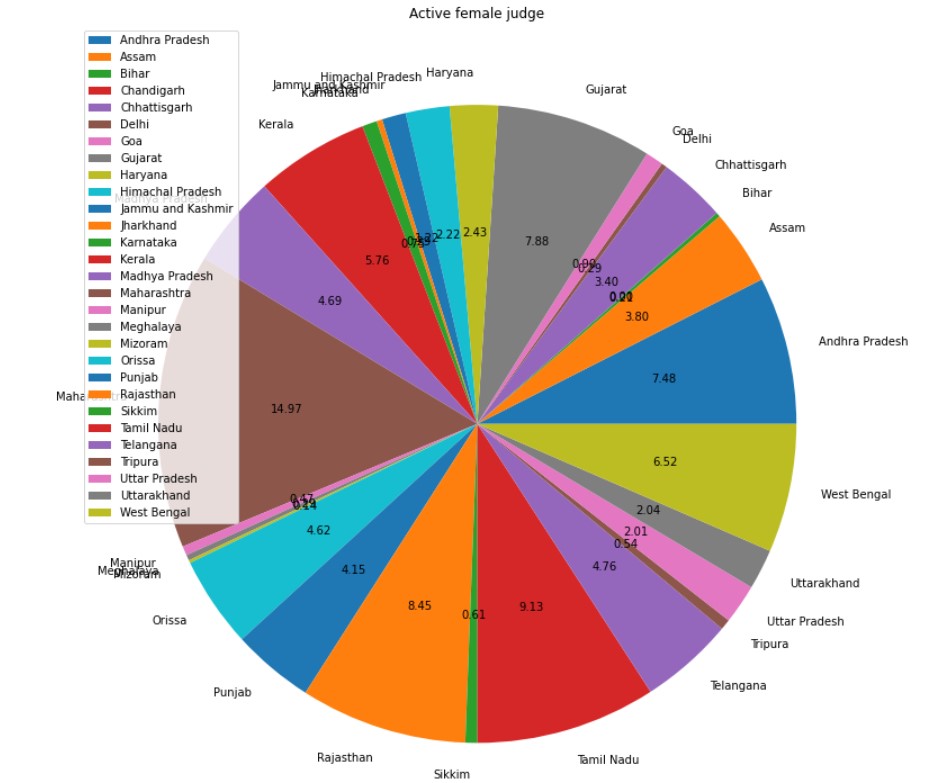 Active female judge
Andhra Pradesh
Assam
Bihar
Chandigarh
Chhattisgarh
Delhi
Goa
Gujarat
Haryana
Himachal Pradesh
Jammu and Kashmir
Jharkhand
Karnataka
Kerala
Madhya Pradesh
Maharashtra
Manipur
Meghalaya
Mizoram
Orissa
Punjab
Rajasthan
Sikkim
Tamil Nadu
Telangana
Tripura
Uttar Pradesh
Uttarakhand
West Bengal
Haryana
Himachal Pradesh
Jammu and Kashmir
Karnataka
Kerala
Madhya Pradesh
Gujarat
Goa
Delhi
Chhattisgarh
Bihar
Assam
Andhra Pradesh
West Bengal
Uttarakhand
Uttar Pradesh
Tripura
Telangana
Tamil Nadu
Sikkim
Rajasthan
Punjab
Orissa
Mizoram
Meghalaya
Manipur
2.22
2.43
7.88
5.76
0.29
3.40
4.69
3.80
7.48
14.97
6.52
0.47
0.14
4.62
2.04
2.01
0.54
4.15
4.76
8.45
0.61
9.13